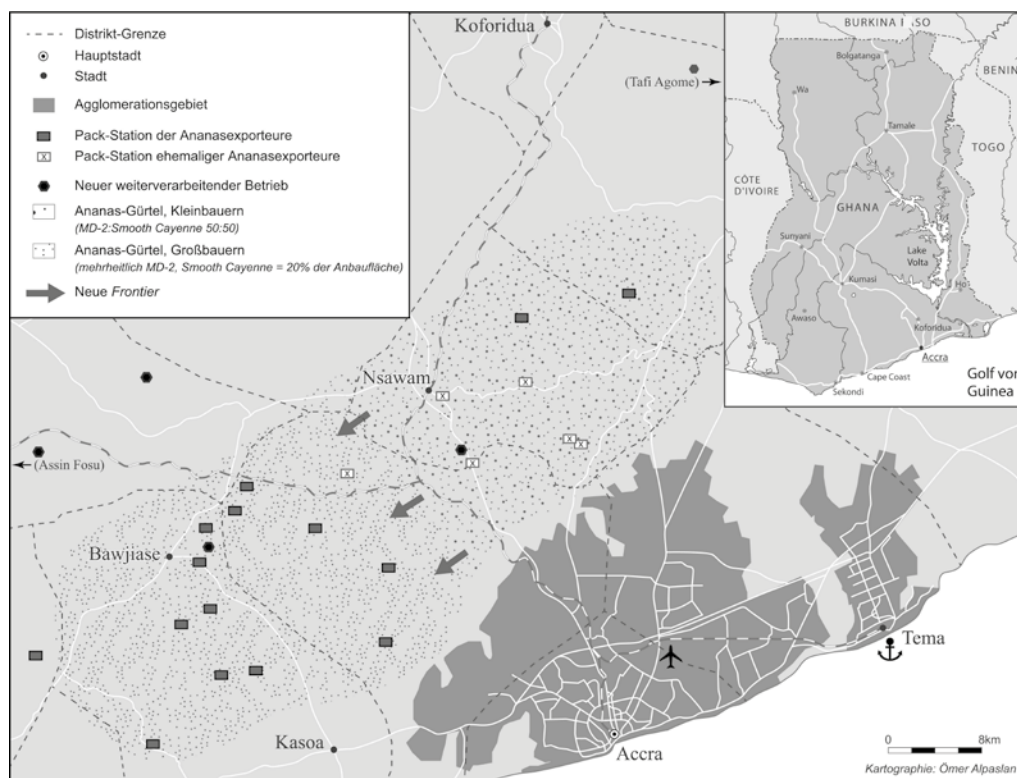 Distrikt-Grenze
Hauptstadt
Stadt
Agglomerationsgebiet
Pack-Station der Ananasexporteure
Pack-Station ehemaliger Ananasexporteure
Neuer weiterverarbeitender Betrieb
Ananas-Gürtel, Kleinbauern
(MD-2:Smooth Cayenne 50:50)
Ananas-Gürtel, Großbauern
(mehrheitlich MD-2, Smooth Cayenne = 20% der Anbaufläche)
Neue Frontier
Koforidua
(Tafi Agome)
BURKINA FASO
Bolgatanga
BENIN
Wa
Tamale
TOGO
CÔTE
D'IVOIRE
GHANA
Sunyani
Lake
Volta
Kumasi
Ho
Awaso
Koforidua
Accra
Cape Coast
Sekondi
Golf von
Guinea
Nsawam
(Assin Fosu)
Bawjiase
Tema
Kasoa
Accra
0 8km
Kartographie: Ömer Alpaslan